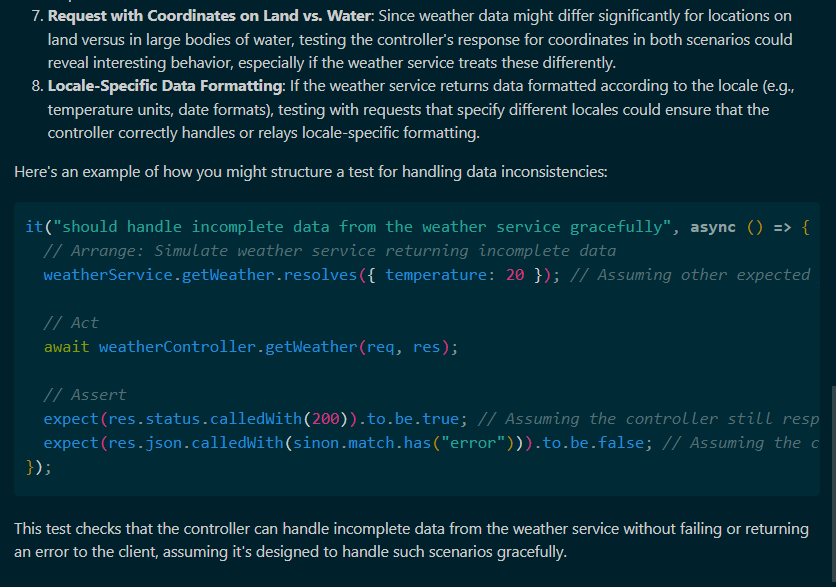 7. Request with Coordinates on Land vs. Water: Since weather data might differ significantly for locations on
land versus in large bodies of water, testing the controller's response for coordinates in both scenarios could
reveal interesting behavior, especially if the weather service treats these differently.
8. Locale-Specific Data Formatting: If the weather service returns data formatted according to the locale (e.g.,
temperature units, date formats), testing with requests that specify different locales could ensure that the
controller correctly handles or relays locale-specific formatting.
Here's an example of how you might structure a test for handling data inconsistencies:
it("should handle incomplete data from the weather service gracefully", async () => {
// Arrange: Simulate weather service returning incomplete data
weatherService.getWeather.resolves({ temperature: 20 }); // Assuming other expected
// Act
await weatherController.getWeather(req, res);
// Assert
expect(res.status.calledWith(200)).to.be.true; // Assuming the controller still resp
expect(res.json.calledWith(sinon.match.has("error"))).to.be.false; // Assuming the c
});
This test checks that the controller can handle incomplete data from the weather service without failing or returning
an error to the client, assuming it's designed to handle such scenarios gracefully.